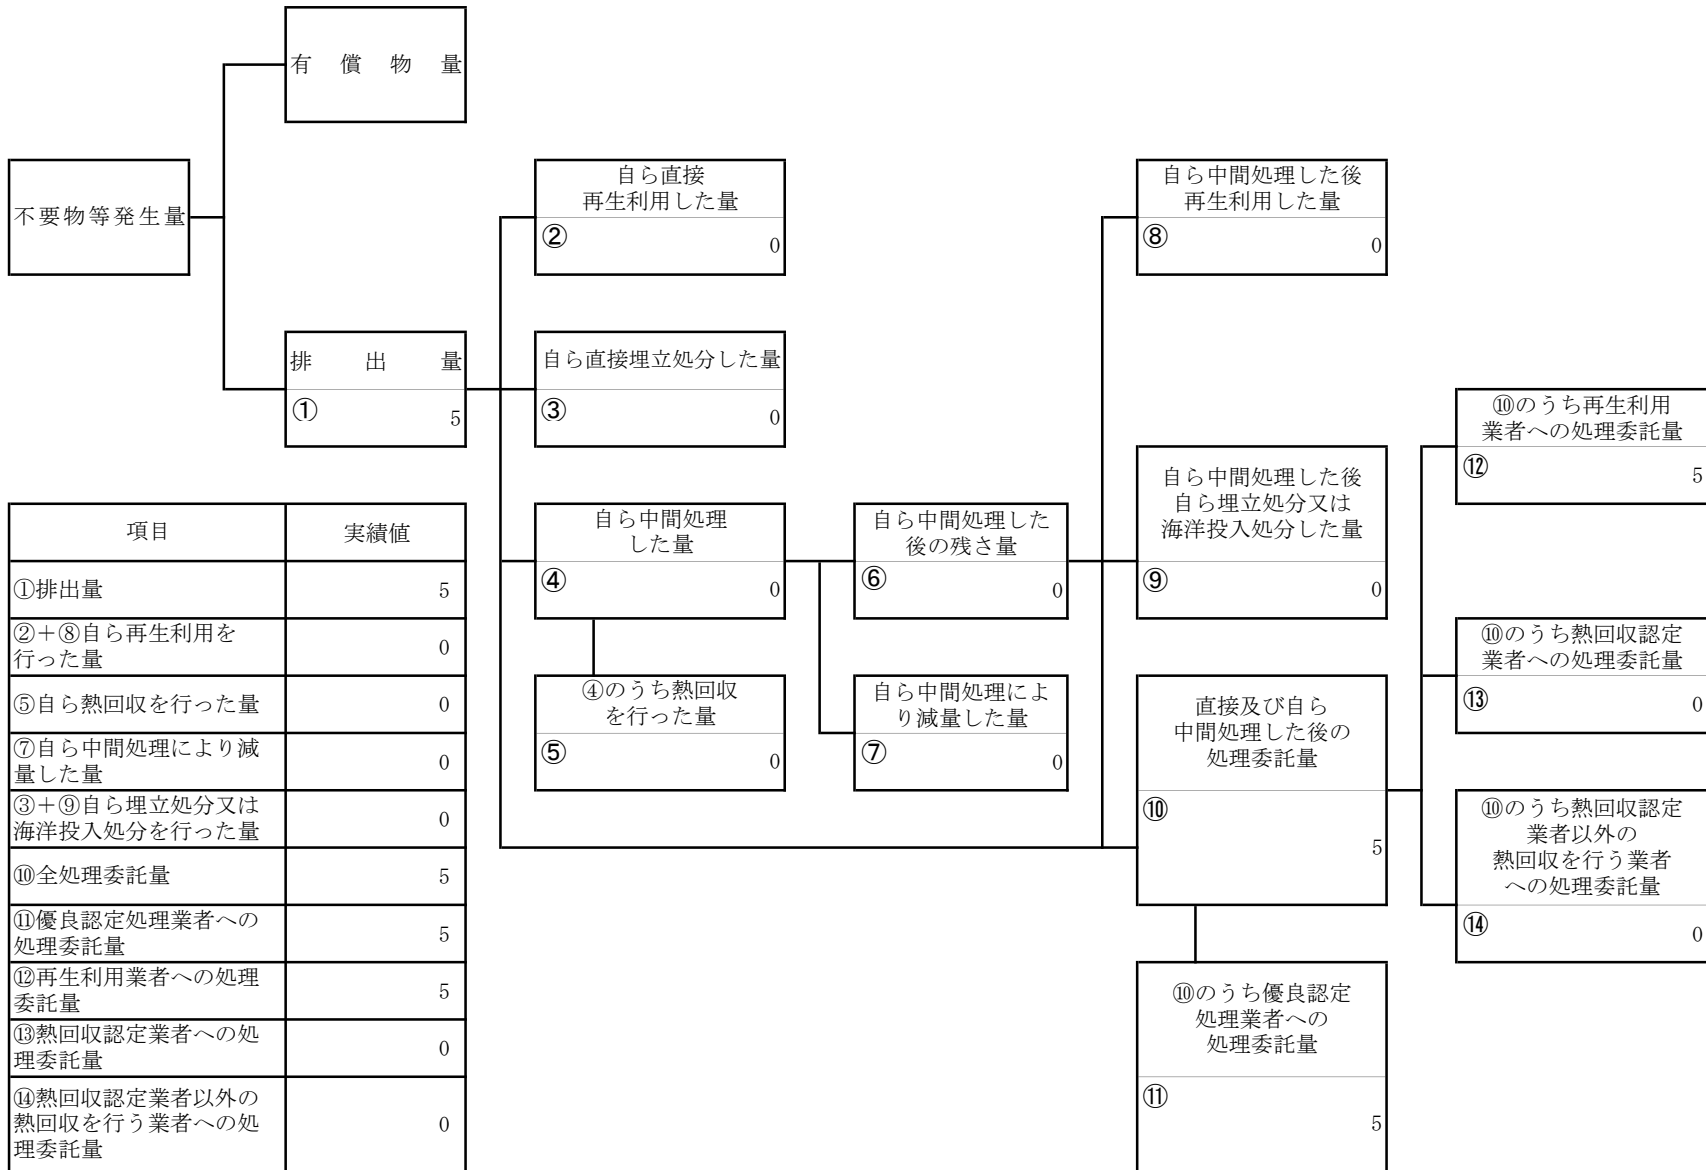 有償物量
不要物等発生量
排出量
①
5
自ら直接
再生利用した量
②
0
自ら直接埋立処分した量
③
0
自ら中間処理
した量
④
0
④のうち熱回収
を行った量
⑤
0
自ら中間処理した
後の残さ量
⑥
0
自ら中間処理によ
り減量した量
⑦
0
自ら中間処理した後
再生利用した量
⑧
0
自ら中間処理した後
自ら埋立処分又は
海洋投入処分した量
⑨
0
直接及び自ら
中間処理した後の
処理委託量
⑩
5
⑩のうち優良認定
処理業者への
処理委託量
⑪
5
⑩のうち再生利用
業者への処理委託量
⑫
5
⑩のうち熱回収認定
業者への処理委託量
⑬
0
⑩のうち熱回収認定
業者以外の
熱回収を行う業者
への処理委託量
⑭
0
項目 実績値
①排出量 5
②＋⑧自ら再生利用を
行った量 0
⑤自ら熱回収を行った量 0
⑦自ら中間処理により減
量した量 0
③＋⑨自ら埋立処分又は
海洋投入処分を行った量 0
⑩全処理委託量 5
⑪優良認定処理業者への
処理委託量 5
⑫再生利用業者への処理
委託量 5
⑬熱回収認定業者への処
理委託量 0
⑭熱回収認定業者以外の
熱回収を行う業者への処
理委託量 0